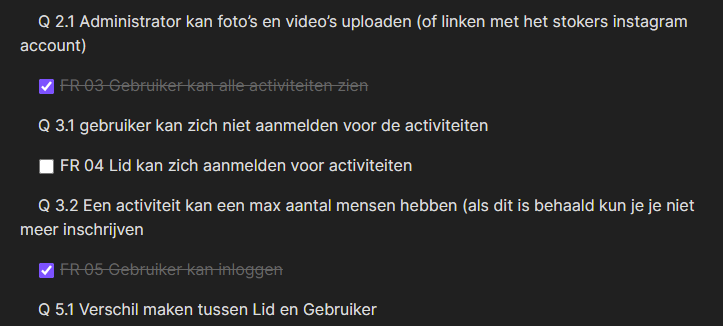 Q 2.1 Administrator kan foto’s en video’s uploaden (of linken met het stokers instagram
account)
FR 03 Gebruiker kan alle activiteiten zien
Q 3.1 gebruiker kan zich niet aanmelden voor de activiteiten
FR 04 Lid kan zich aanmelden voor activiteiten
Q 3.2 Een activiteit kan een max aantal mensen hebben (als dit is behaald kun je je niet
meer inschrijven
FR 05 Gebruiker kan inloggen
Q 5.1 Verschil maken tussen Lid en Gebruiker